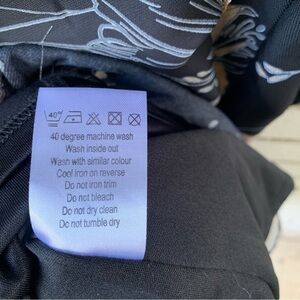 40°
40 degree machine wash
Wash inside out
Wash with similar colour
Cool iron on reverse
Do not iron trim
Do not bleach
Do not dry clean
Do not tumble dry